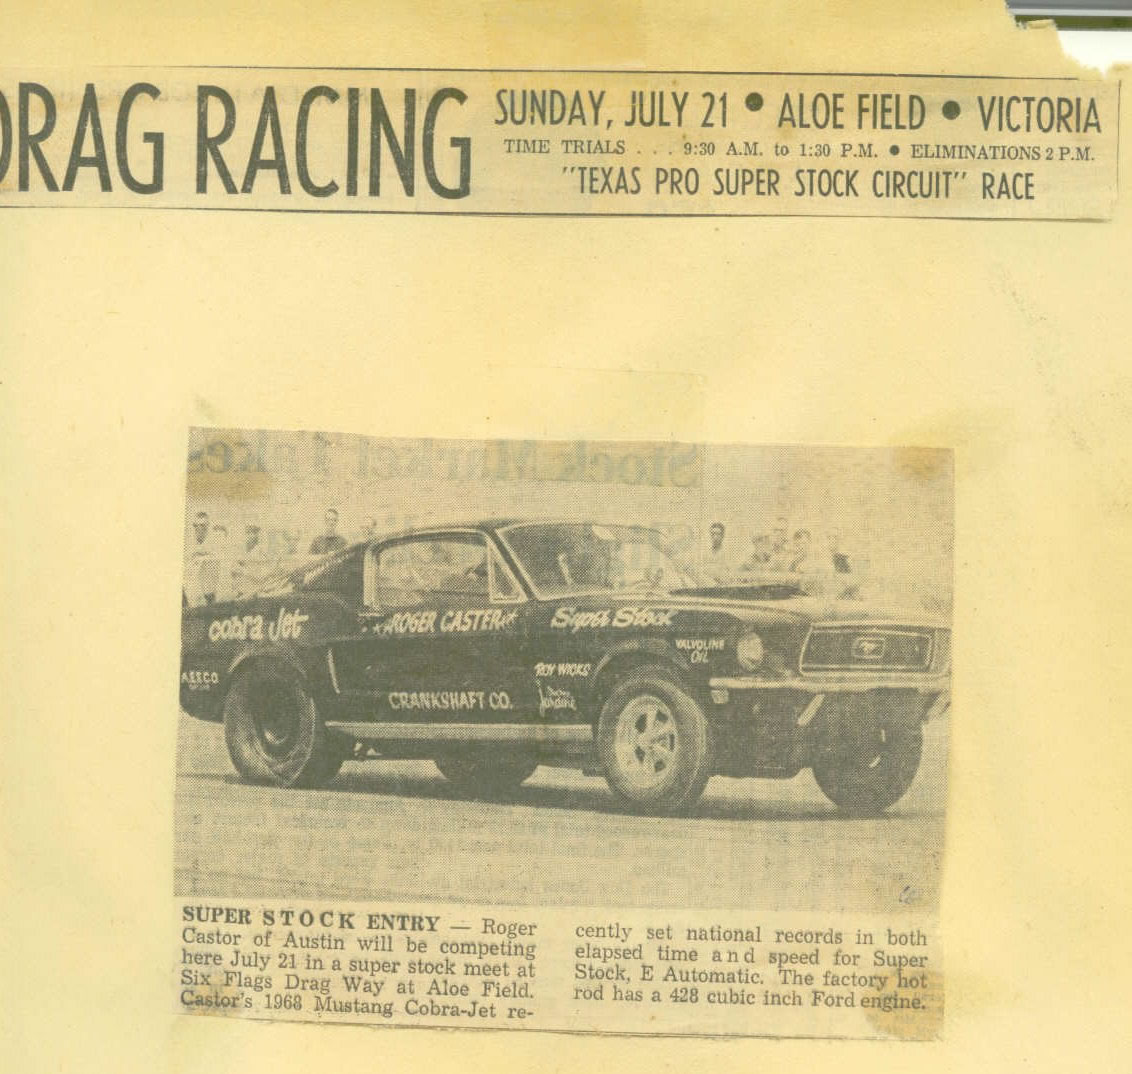 DRAG RACING
SUNDAY, JULY 21 • ALOE FIELD • VICTORIA
TIME TRIALS . . . 9:30 A.M. to 1:30 P.M. • ELIMINATIONS 2 P.M.
"TEXAS PRO SUPER STOCK CIRCUIT" RACE
Stock Market Takes
cobra Jet
ROGER CASTER
Super Stock
VALVOLINE
OIL
A.E.E.C.O.
ROY WICKS
CRANKSHAFT CO.
SUPER STOCK ENTRY — Roger
Castor of Austin will be competing
here July 21 in a super stock meet at
Six Flags Drag Way at Aloe Field.
Castor's 1968 Mustang Cobra-Jet re-
cently set national records in both
elapsed time and speed for Super
Stock, E Automatic. The factory hot
rod has a 428 cubic inch Ford engine.